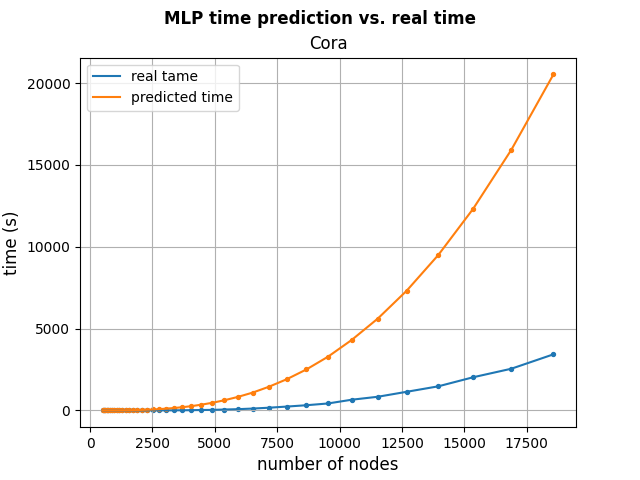 MLP time prediction vs. real time
Cora
real tame
predicted time
time (s)
20000
15000
10000
5000
0
0 2500 5000 7500 10000 12500 15000 17500
number of nodes